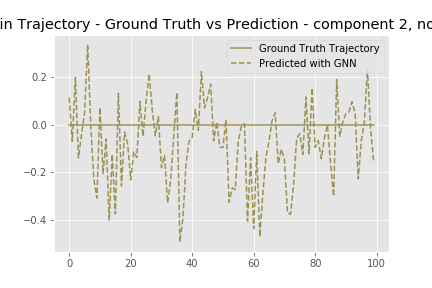 in Trajectory - Ground Truth vs Prediction - component 2, no
Ground Truth Trajectory
Predicted with GNN
0.2
0.0
−0.2
−0.4
0 20 40 60 80 100